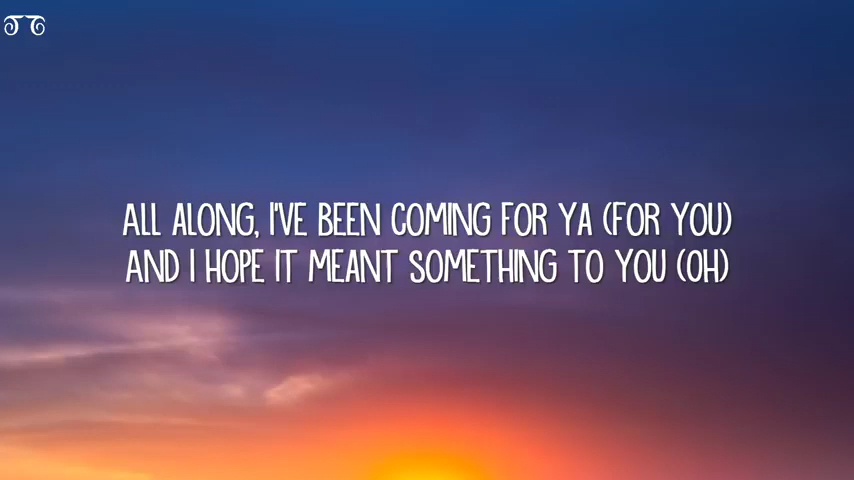 ALL ALONG, I'VE BEEN COMING FOR YA (FOR YOU)
AND I HOPE IT MEANT SOMETHING TO YOU (OH)